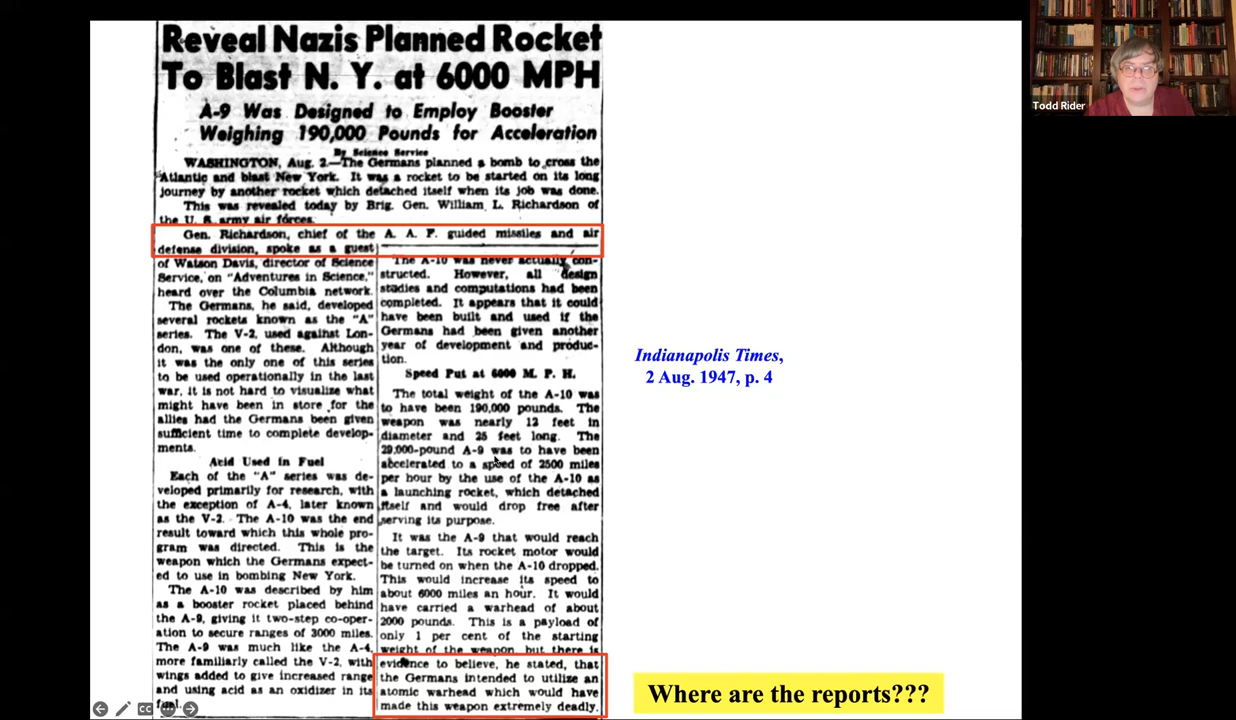 Reveal Nazis Planned Rocket
To Blast N. Y. at 6000 MPH
A-9 Was Designed to Employ Booster
Weighing 190,000 Pounds for Acceleration
By Science Service
WASHINGTON, Aug. 2.—The Germans planned a bomb to cross the
Atlantic and blast New York. It was a rocket to be started on its long
journey by another rocket which detached itself when its job was done.
This was revealed today by Brig. Gen. William L. Richardson of
the U. S. army air forces.
Gen. Richardson, chief of the A. A. F. guided missiles and air
defense division, spoke as a guest
of Watson Davis, director of Science
Service, on "Adventures in Science,"
heard over the Columbia network.
The Germans, he said, developed
several rockets known as the "A"
series. The V-2, used against Lon-
don, was one of these. Although
it was the only one of this series
to be used operationally in the last
war, it is not hard to visualize what
might have been in store for the
allies had the Germans been given
sufficient time to complete develop-
ments.
Acid Used in Fuel
Each of the "A" series was de-
veloped primarily for research, with
the exception of A-4, later known
as the V-2. The A-10 was the end
result toward which this whole pro-
gram was directed. This is the
weapon which the Germans expect-
ed to use in bombing New York.
The A-10 was described by him
as a booster rocket placed behind
the A-9, giving it two-step co-oper-
ation to secure ranges of 3000 miles.
The A-9 was much like the A-4,
more familiarly called the V-2, with
wings added to give increased range
and using acid as an oxidizer in its
fuel.
The A-10 was never actually con-
structed. However, all design
studies and computations had been
completed. It appears that it could
have been built and used if the
Germans had been given another
year of development and produc-
tion.
Speed Put at 6000 M. P. H.
The total weight of the A-10 was
to have been 190,000 pounds. The
weapon was nearly 12 feet in
diameter and 25 feet long. The
29,000-pound A-9 was to have been
accelerated to a speed of 2500 miles
per hour by the use of the A-10 as
a launching rocket, which detached
itself and would drop free after
serving its purpose.
It was the A-9 that would reach
the target. Its rocket motor would
be turned on when the A-10 dropped.
This would increase its speed to
about 6000 miles an hour. It would
have carried a warhead of about
2000 pounds. This is a payload of
only 1 per cent of the starting
weight of the weapon, but there is
evidence to believe, he stated, that
the Germans intended to utilize an
atomic warhead which would have
made this weapon extremely deadly.
Indianapolis Times,
2 Aug. 1947, p. 4
Where are the reports???
Todd Rider
CC